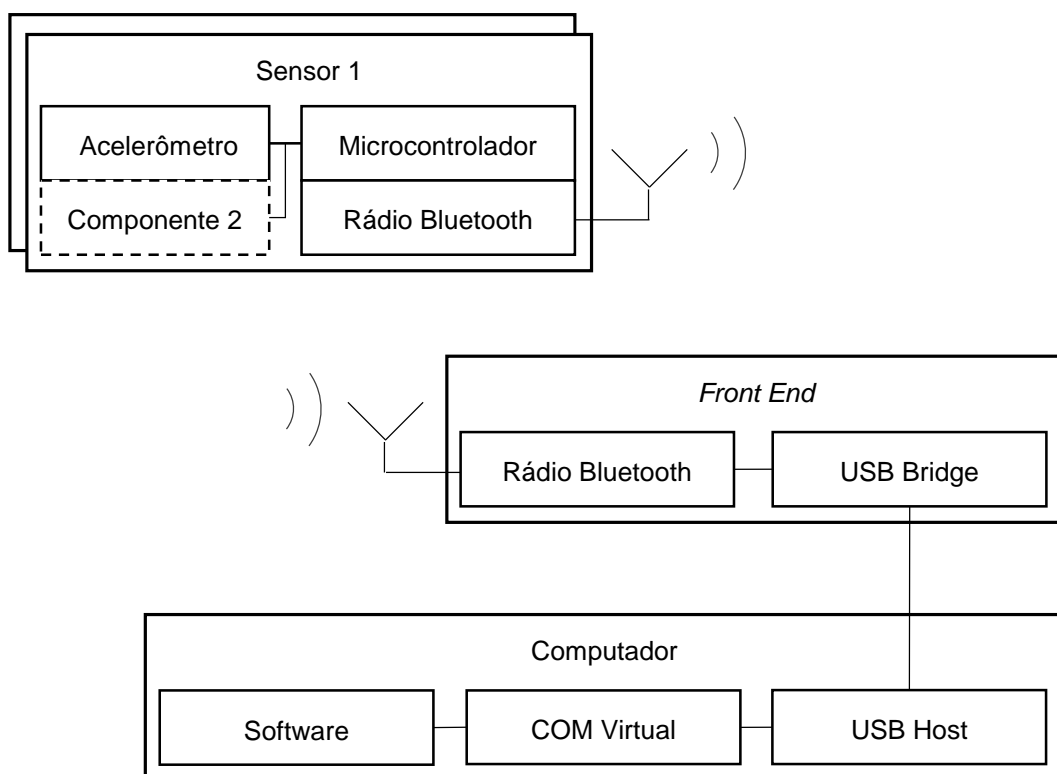 Sensor 1
Acelerômetro
Microcontrolador
Componente 2
Rádio Bluetooth
Front End
Rádio Bluetooth
USB Bridge
Computador
Software
COM Virtual
USB Host